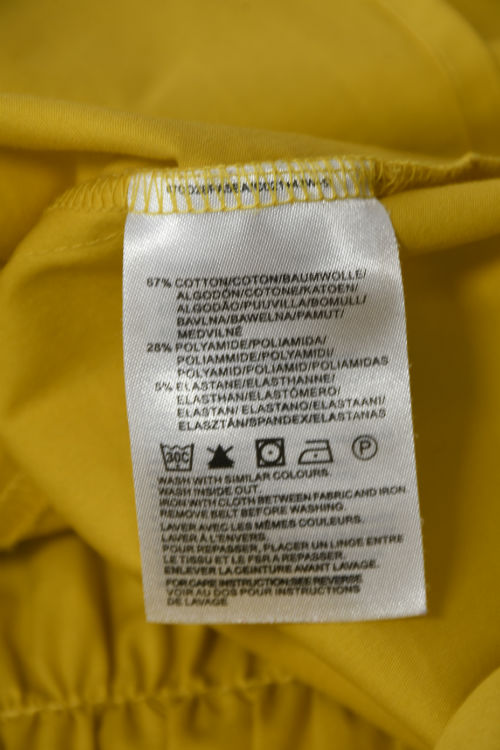 67% COTTON/COTON/BAUMWOLLE/
ALGODÓN/COTONE/KATOEN/
ALGODÃO/PUUVILLA/BOMULL/
BAVLNA/BAWEŁNA/PAMUT/
MEDVILNĖ
28% POLYAMIDE/POLIAMIDA/
POLIAMMIDE/POLYAMIDI/
POLYAMID/POLIAMID/POLIAMIDAS
5% ELASTANE/ELASTHANNE/
ELASTHAN/ELASTÓMERO/
ELASTAN/ ELASTANO/ELASTAANI/
ELASZTÁN/SPANDEX/ELASTANAS
30C P
WASH WITH SIMILAR COLOURS.
WASH INSIDE OUT
IRON WITH CLOTH BETWEEN FABRIC AND IRON
REMOVE BELT BEFORE WASHING.
LAVER AVEC LES MÊMES COULEURS.
LAVER À L'ENVERS.
POUR REPASSER, PLACER UN LINGE ENTRE
LE TISSU ET LE FER A REPASSER.
ENLEVER LA CEINTURE AVANT LAVAGE.
FOR CARE INSTRUCTION SEE REVERSE
VOIR AU DOS POUR INSTRUCTIONS
DE LAVAGE